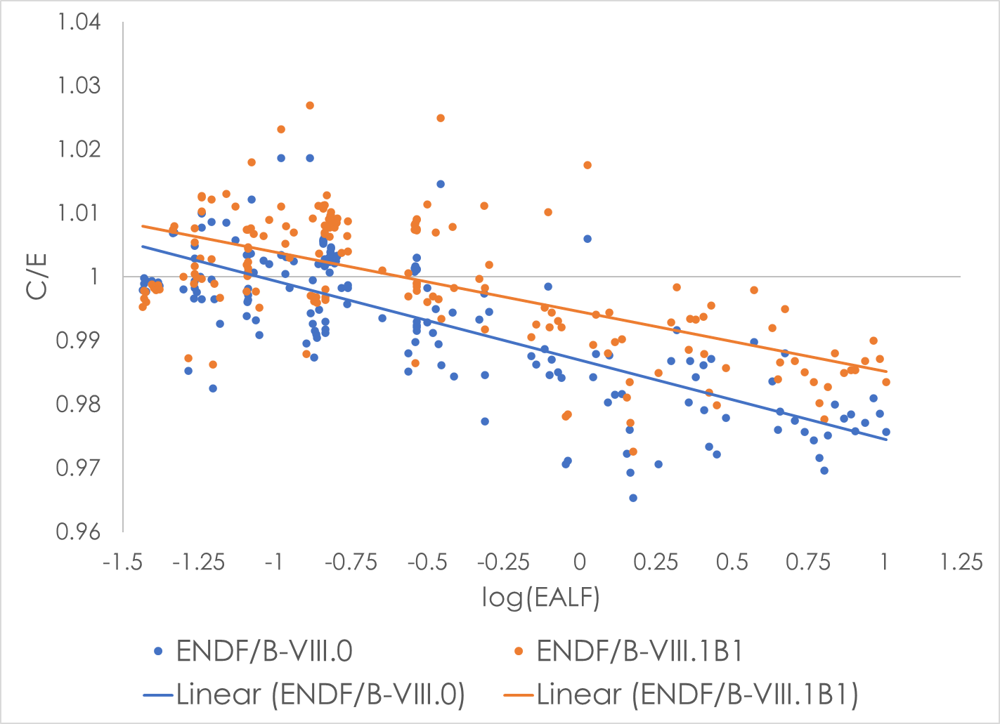 1.04
1.03
1.02
1.01
1
0.99
0.98
0.97
0.96
C/E
-1.5 -1.25 -1 -0.75 -0.5 -0.25 0 0.25 0.5 0.75 1 1.25
log(EALF)
ENDF/B-VIII.0 ENDF/B-VIII.1B1
Linear (ENDF/B-VIII.0) Linear (ENDF/B-VIII.1B1)